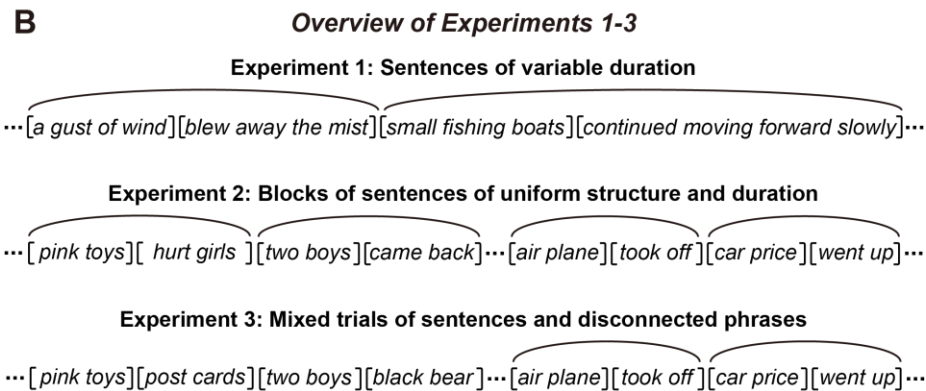 B
Overview of Experiments 1-3
Experiment 1: Sentences of variable duration
···[a gust of wind][blew away the mist][small fishing boats][continued moving forward slowly]···
Experiment 2: Blocks of sentences of uniform structure and duration
···[ pink toys][ hurt girls ][two boys][came back]···[air plane][took off][car price][went up]···
Experiment 3: Mixed trials of sentences and disconnected phrases
···[ pink toys][post cards][two boys][black bear]···[air plane][took off][car price][went up]···